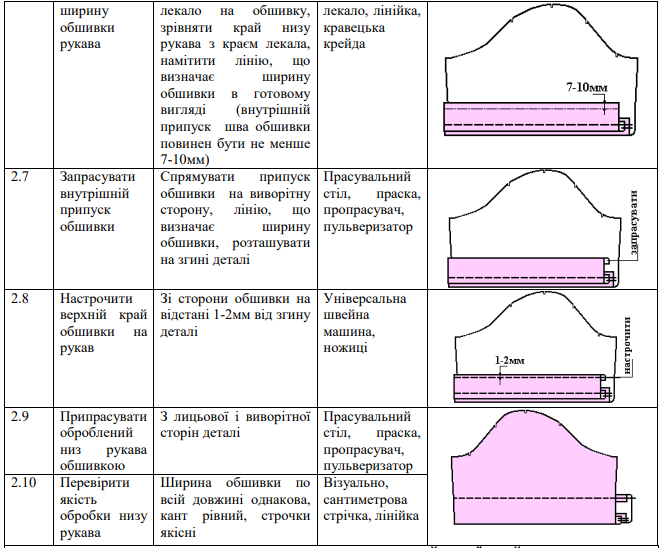 ширину
обшивки
рукава
лекало на обшивку,
зрівняти край низу
рукава з краєм лекала,
намітити лінію, що
визначає ширину
обшивки в готовому
вигляді (внутрішній
припуск шва обшивки
повинен бути не менше
7-10мм)
лекало, лінійка,
кравецька
крейда
7-10мм
2.7
Запрасувати
внутрішній
припуск
обшивки
Спрямувати припуск
обшивки на виворітну
сторону, лінію, що
визначає ширину
обшивки, розташувати
на згині деталі
Прасувальний
стіл, праска,
пропрасувач,
пульверизатор
запрасувати
2.8
Настрочити
верхній край
обшивки на
рукав
Зі сторони обшивки на
відстані 1-2мм від згину
деталі
Універсальна
швейна
машина,
ножиці
1-2мм
настрочити
2.9
Припрасувати
оброблений
низ рукава
обшивкою
З лицьової і виворітної
сторін деталі
Прасувальний
стіл, праска,
пропрасувач,
пульверизатор
2.10
Перевірити
якість
обробки низу
рукава
Ширина обшивки по
всій довжині однакова,
кант рівний, строчки
якісні
Візуально,
сантиметрова
стрічка, лінійка